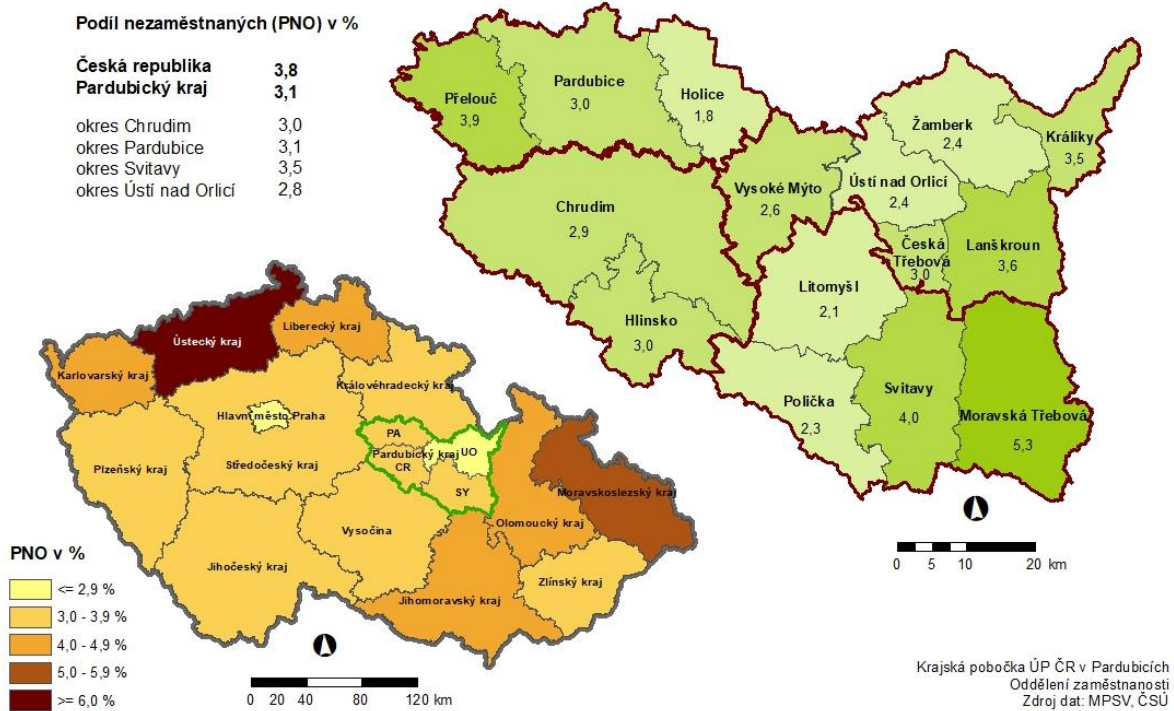 Podíl nezaměstnaných (PNO) v %
Česká republika 3,8
Pardubický kraj 3,1
okres Chrudim 3,0
okres Pardubice 3,1
okres Svitavy 3,5
okres Ústí nad Orlicí 2,8
Přelouč
3,9
Pardubice
3,0
Holice
1,8
Žamberk
2,4
Králíky
3,5
Vysoké Mýto
2,6
Ústí nad Orlicí
2,4
Chrudim
2,9
Česká
Třebová
3,0
Lanškroun
3,6
Litomyšl
2,1
Hlinsko
3,0
Polička
2,3
Svitavy
4,0
Moravská Třebová
5,3
0 5 10 20 km
Ústecký kraj
Liberecký kraj
Karlovarský kraj
Královéhradecký kraj
Hlavní město Praha
PA
Pardubický kraj
UO
CR
SY
Plzeňský kraj
Středočeský kraj
Moravskoslezský kraj
Olomoucký kraj
Vysočina
Jihočeský kraj
Zlínský kraj
Jihomoravský kraj
PNO v %
<= 2,9 %
3,0 - 3,9 %
4,0 - 4,9 %
5,0 - 5,9 %
>= 6,0 %
0 20 40 80 120 km
Krajská pobočka ÚP ČR v Pardubicích
Oddělení zaměstnanosti
Zdroj dat: MPSV, ČSÚ